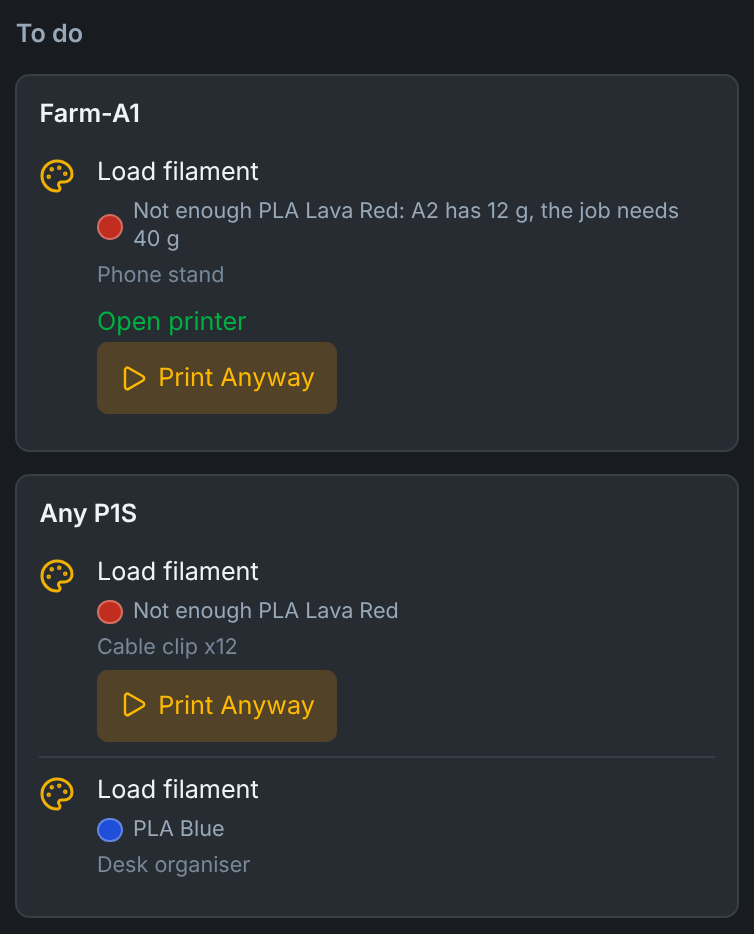 To do
Farm-A1
Load filament
Not enough PLA Lava Red: A2 has 12 g, the job needs
40 g
Phone stand
Open printer
Print Anyway
Any P1S
Load filament
Not enough PLA Lava Red
Cable clip x12
Print Anyway
Load filament
PLA Blue
Desk organiser